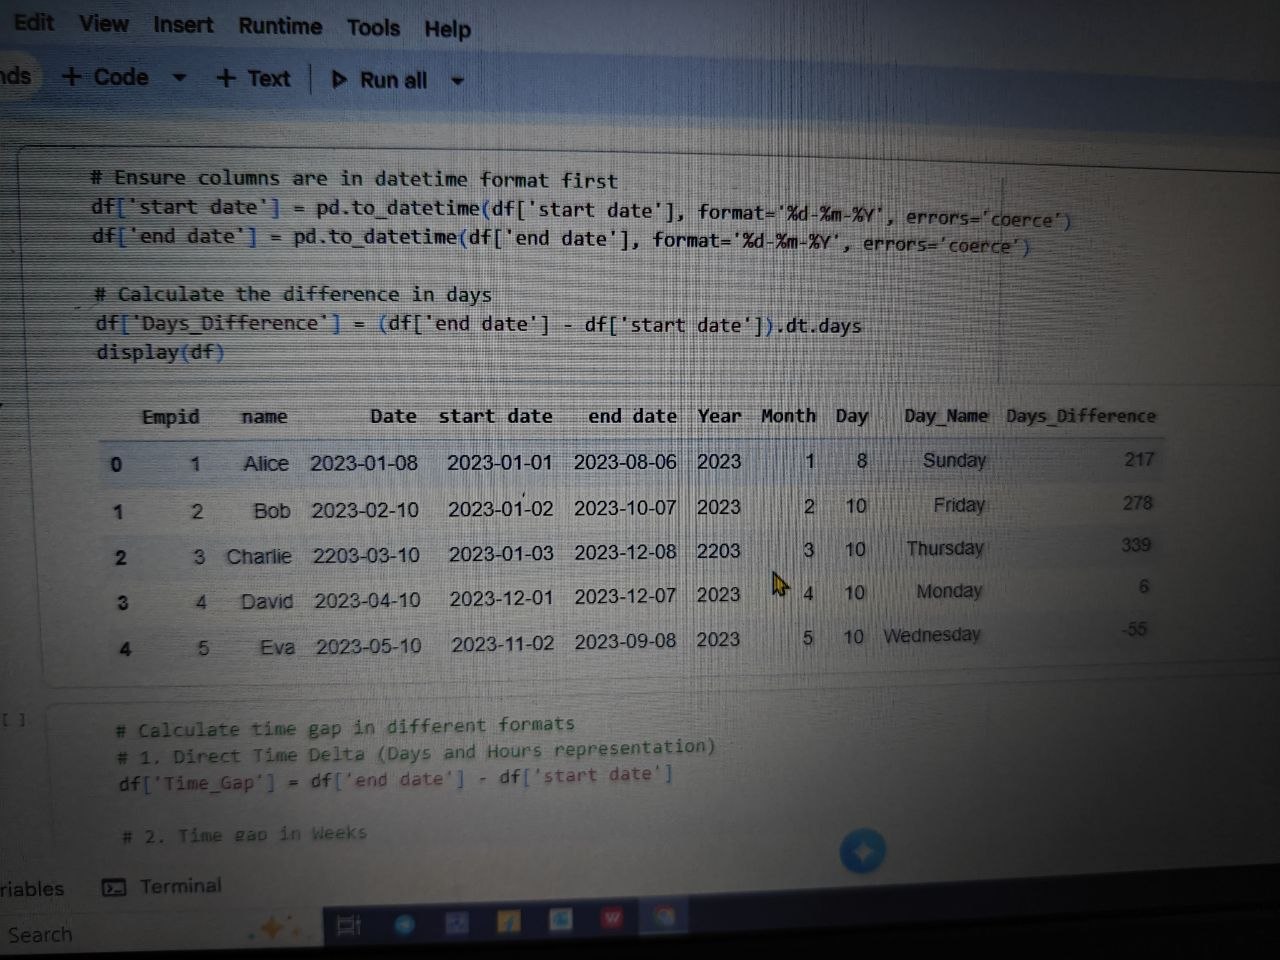 Edit View Insert Runtime Tools Help
nds + Code + Text Run all
# Ensure columns are in datetime format first
df['start date'] = pd.to_datetime(df['start date'], format='%d-%m-%Y', errors='coerce')
df['end date'] = pd.to_datetime(df['end date'], format='%d-%m-%Y', errors='coerce')
# Calculate the difference in days
df['Days_Difference'] = (df['end date'] - df['start date']).dt.days
display(df)
Empid name Date start date end date Year Month Day Day_Name Days_Difference
0 1 Alice 2023-01-08 2023-01-01 2023-08-06 2023 1 8 Sunday 217
1 2 Bob 2023-02-10 2023-01-02 2023-10-07 2023 2 10 Friday 278
2 3 Charlie 2203-03-10 2023-01-03 2023-12-08 2203 3 10 Thursday 339
3 4 David 2023-04-10 2023-12-01 2023-12-07 2023 4 10 Monday 6
4 5 Eva 2023-05-10 2023-11-02 2023-09-08 2023 5 10 Wednesday -55
[ ]
# Calculate time gap in different formats
# 1. Direct Time Delta (Days and Hours representation)
df['Time_Gap'] = df['end date'] - df['start date']
# 2. Time gap in Weeks
riables Terminal
Search